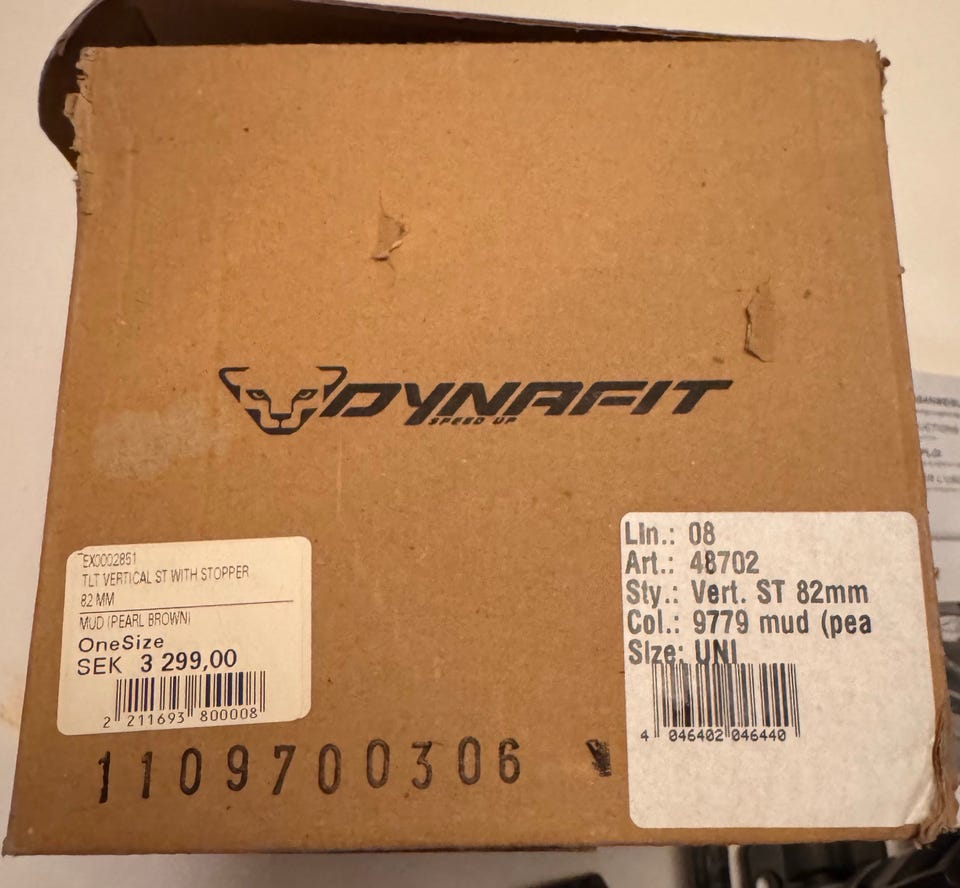 DYNAFIT
SPEED UP
EX0002851
TLT VERTICAL ST WITH STOPPER
82 MM
MUD (PEARL BROWN)
OneSize
SEK 3 299,00
2 211693 800008
LIn.: 08
Art.: 48702
Sty.: Vert. ST 82mm
Col.: 9779 mud (pea
SIze: UNI
4 046402 046440
1109700306